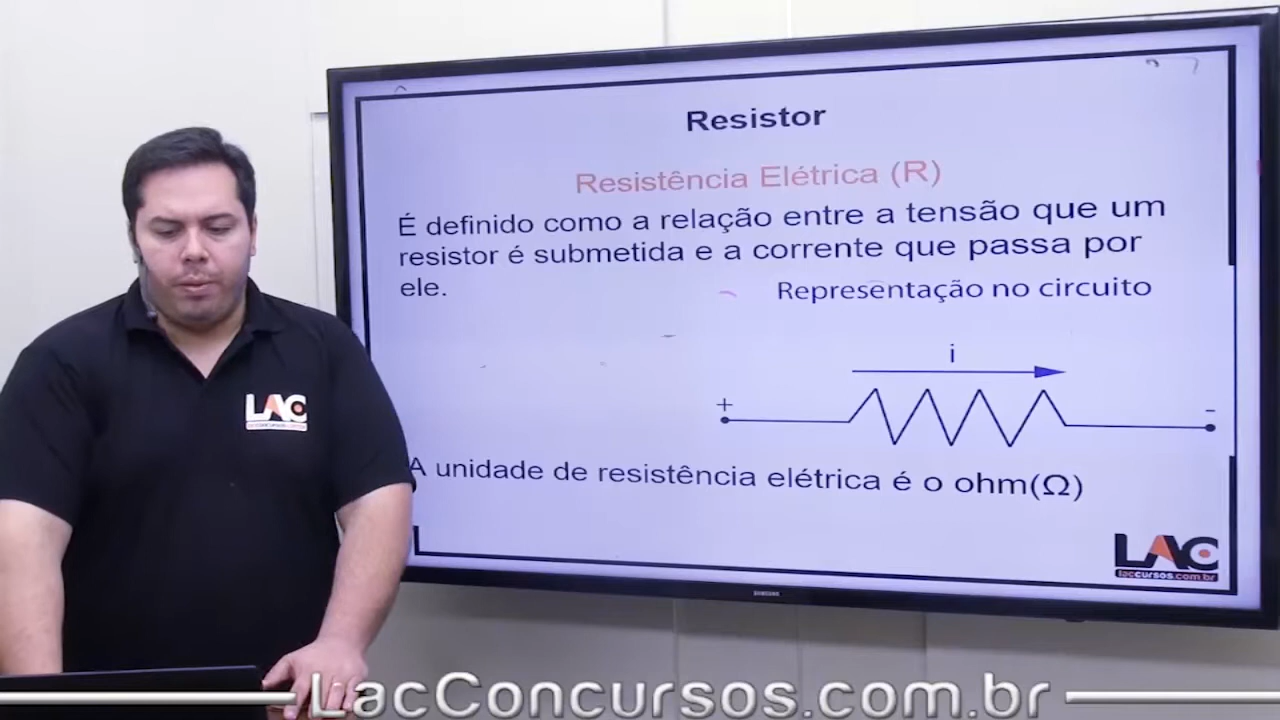 Resistor
Resistência Elétrica (R)
É definido como a relação entre a tensão que um
resistor é submetida e a corrente que passa por
ele.
Representação no circuito
i
+
-
A unidade de resistência elétrica é o ohm(Ω)
LAC
laccursos.com.br
SAMSUNG
LAC
LacConcursos.com.br